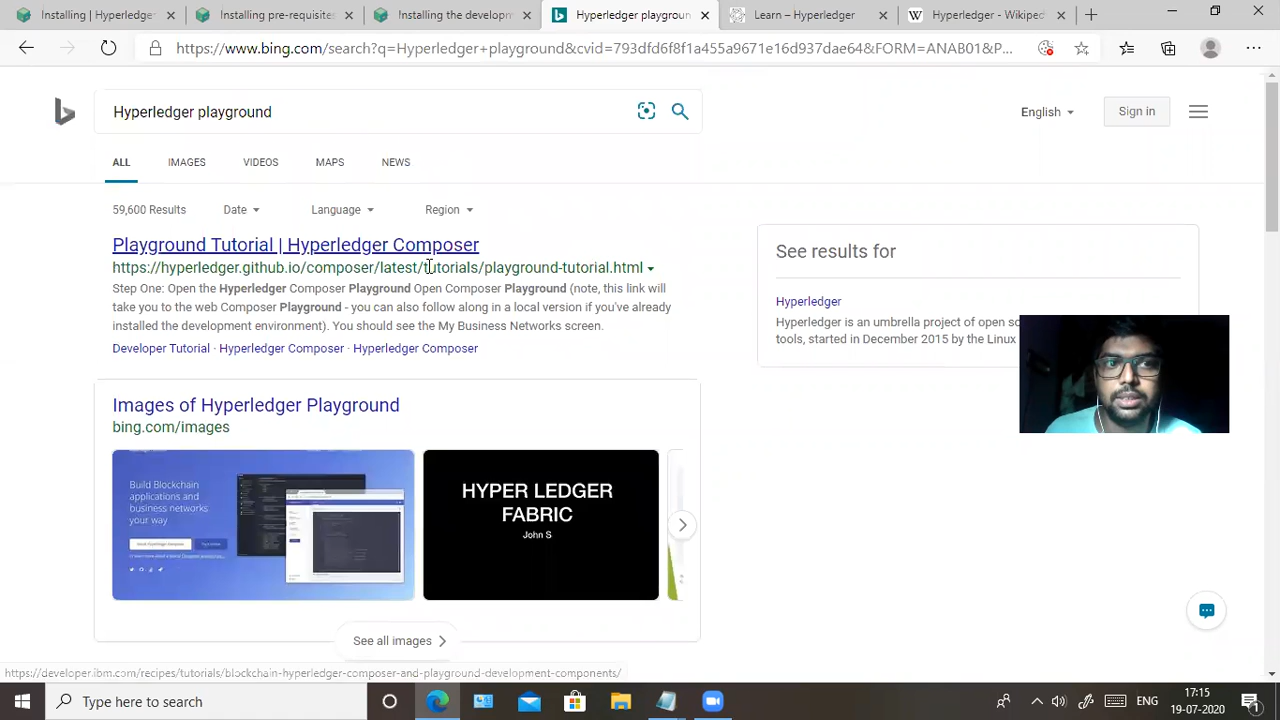 Installing the de
Installing the de
Installing the de
Hyperledger playgroun
Learn – Hyperledger
Hyperledger - Wikipec
https://www.bing.com/search?q=Hyperledger+playground&cvid=793dfd6f8f1a455a9671e16d937dae64&FORM=ANAB01&P...
Hyperledger playground
English
Sign in
ALL IMAGES VIDEOS MAPS NEWS
59,600 Results Date Language Region
Playground Tutorial | Hyperledger Composer
https://hyperledger.github.io/composer/latest/tutorials/playground-tutorial.html
Step One: Open the Hyperledger Composer Playground Open Composer Playground (note, this link will
take you to the web Composer Playground - you can also follow along in a local version if you've already
installed the development environment). You should see the My Business Networks screen.
Developer Tutorial · Hyperledger Composer · Hyperledger Composer
See results for
Hyperledger
Hyperledger is an umbrella project of open so
tools, started in December 2015 by the Linux
Images of Hyperledger Playground
bing.com/images
Build Blockchain
applications and
business networks
your way
HYPER LEDGER
FABRIC
John S
See all images
https://developer.ibm.com/recipes/tutorials/blockchain-hyperledger-composer-and-playground-development-components/
Type here to search
ENG
17:15
19-07-2020